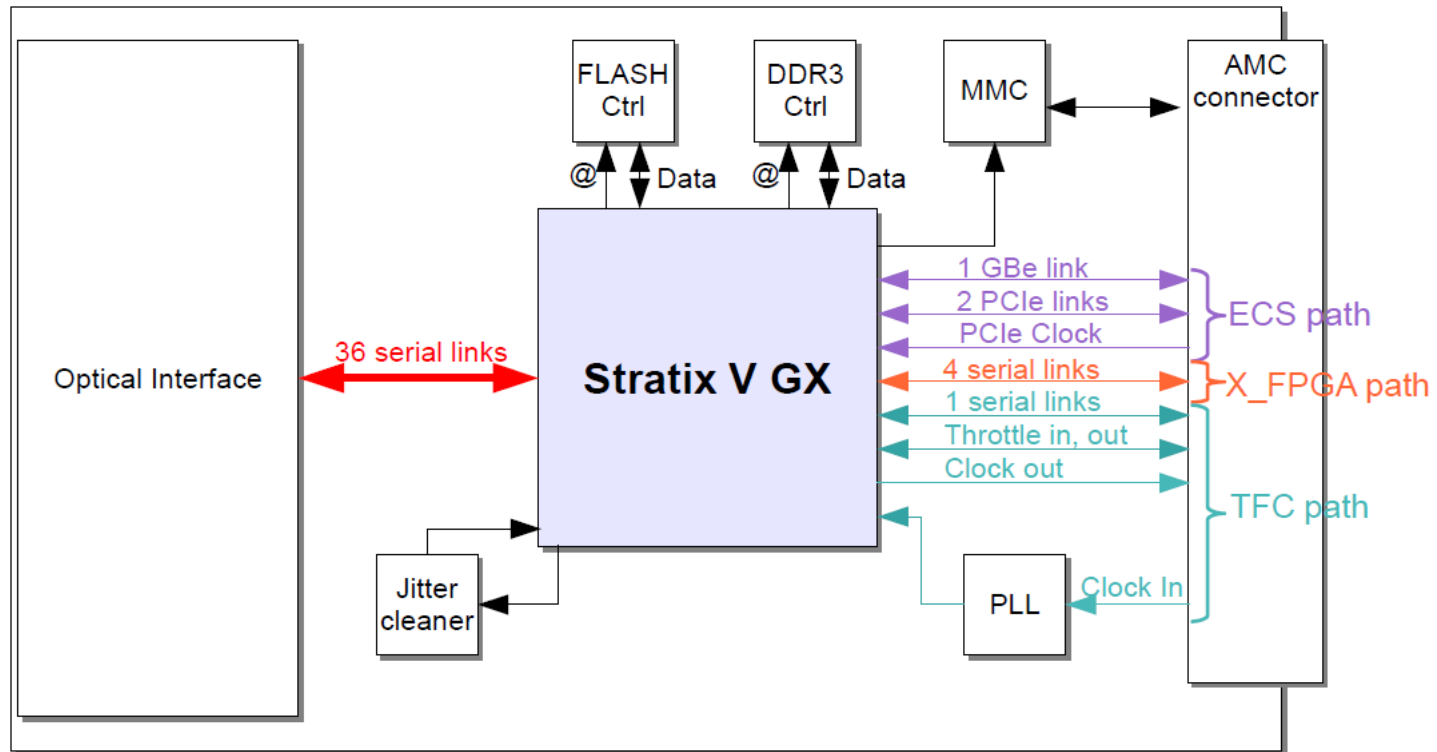 FLASH
Ctrl
DDR3
Ctrl
MMC
AMC
connector
@
Data
@
Data
1 GBe link
2 PCIe links
PCIe Clock
ECS path
36 serial links
Optical Interface
Stratix V GX
4 serial links
X_FPGA path
1 serial links
Throttle in, out
Clock out
TFC path
Jitter
cleaner
PLL
Clock In